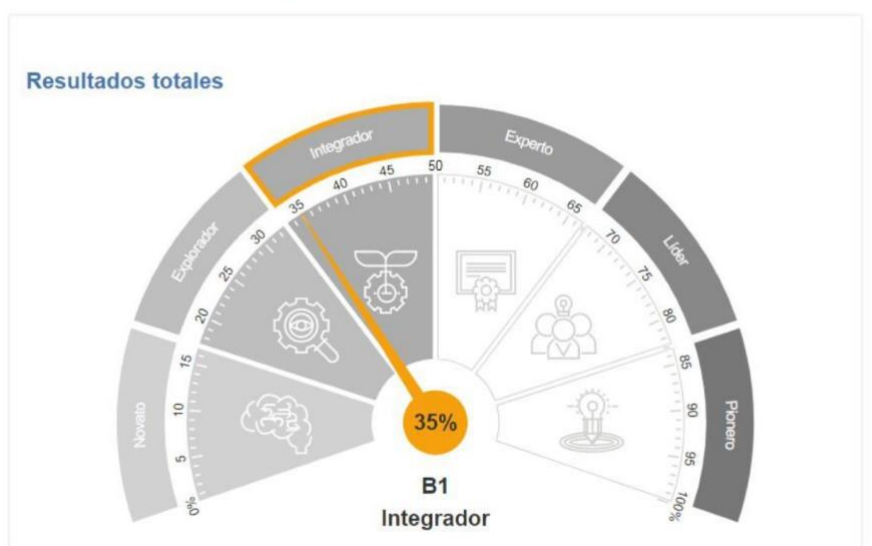 Resultados totales
Novato
Explorador
Integrador
Experto
Líder
Pionero
0%
5
10
15
20
25
30
35
40
45
50
55
60
65
70
75
80
85
90
95
100%
35%
B1
Integrador